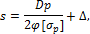 s = Dp / 2φ[σₚ] + Δ,